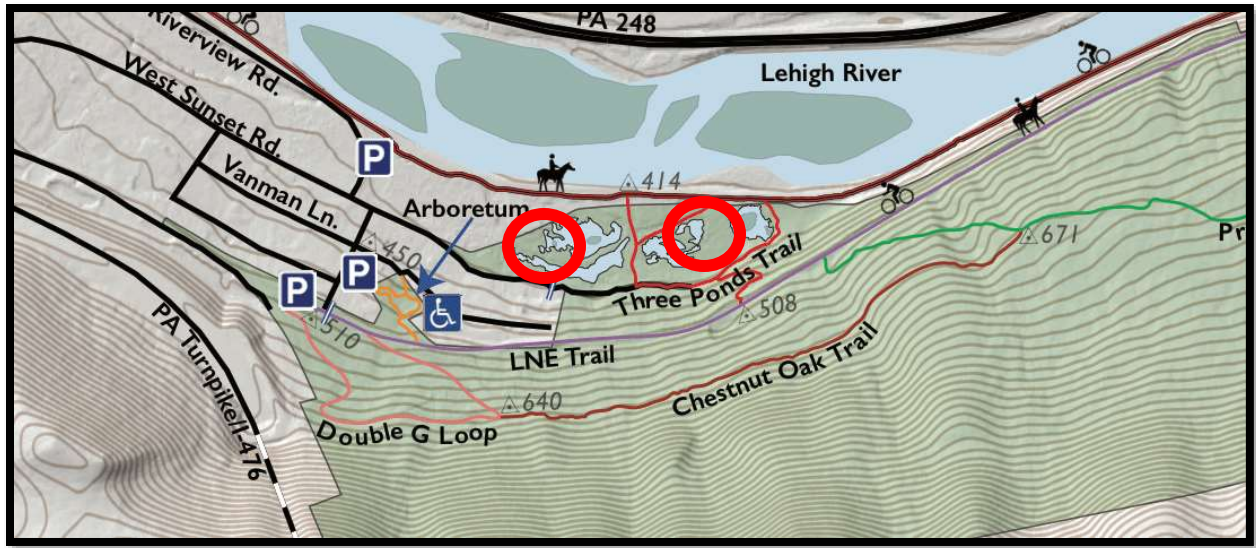 PA 248
Riverview Rd.
Lehigh River
West Sunset Rd.
P
Vanman Ln.
414
Arboretum
450
P
P
671
Pr
Three Ponds Trail
508
510
LNE Trail
PA Turnpike/I-476
Chestnut Oak Trail
640
Double G Loop